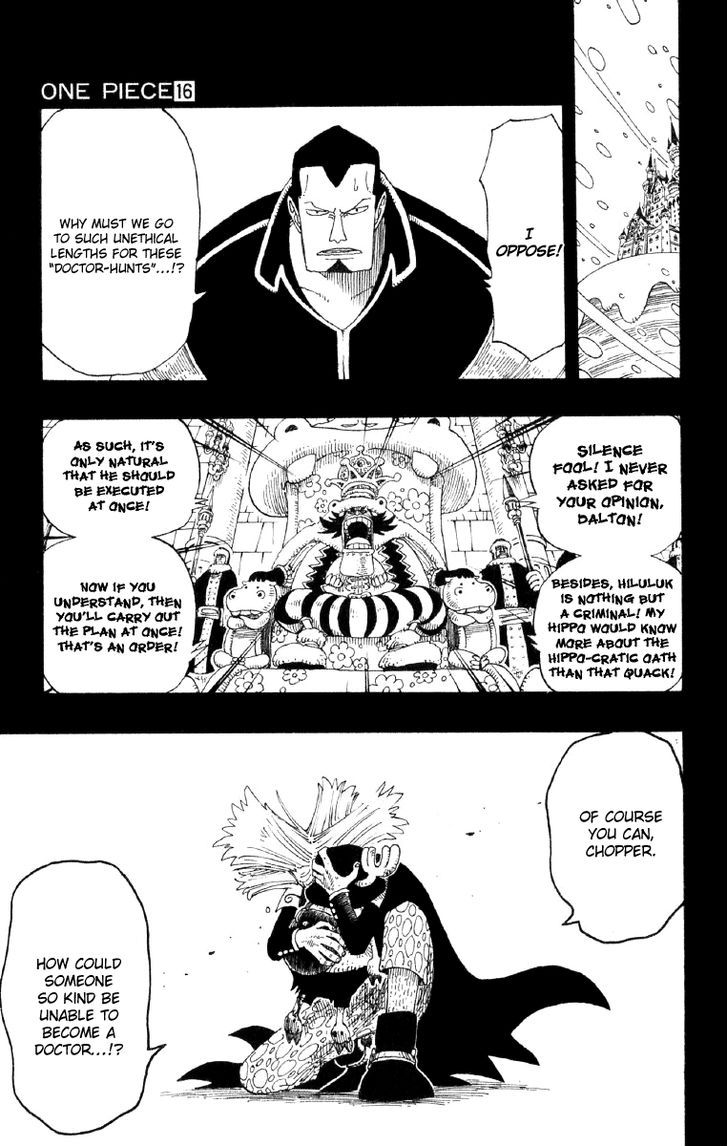 ONE PIECE 16
I
OPPOSE!
WHY MUST WE GO
TO SUCH UNETHICAL
LENGTHS FOR THESE
"DOCTOR-HUNTS"...!?
SILENCE
FOOL! I NEVER
ASKED FOR
YOUR OPINION,
DALTON!
BESIDES, HILULUK
IS NOTHING BUT
A CRIMINAL! MY
HIPPO WOULD KNOW
MORE ABOUT THE
HIPPO-CRATIC OATH
THAN THAT QUACK!
AS SUCH, IT'S
ONLY NATURAL
THAT HE SHOULD
BE EXECUTED
AT ONCE!
NOW IF YOU
UNDERSTAND, THEN
YOU'LL CARRY OUT
THE PLAN AT ONCE!
THAT'S AN ORDER!
OF COURSE
YOU CAN,
CHOPPER.
HOW COULD
SOMEONE
SO KIND BE
UNABLE TO
BECOME A
DOCTOR...!?